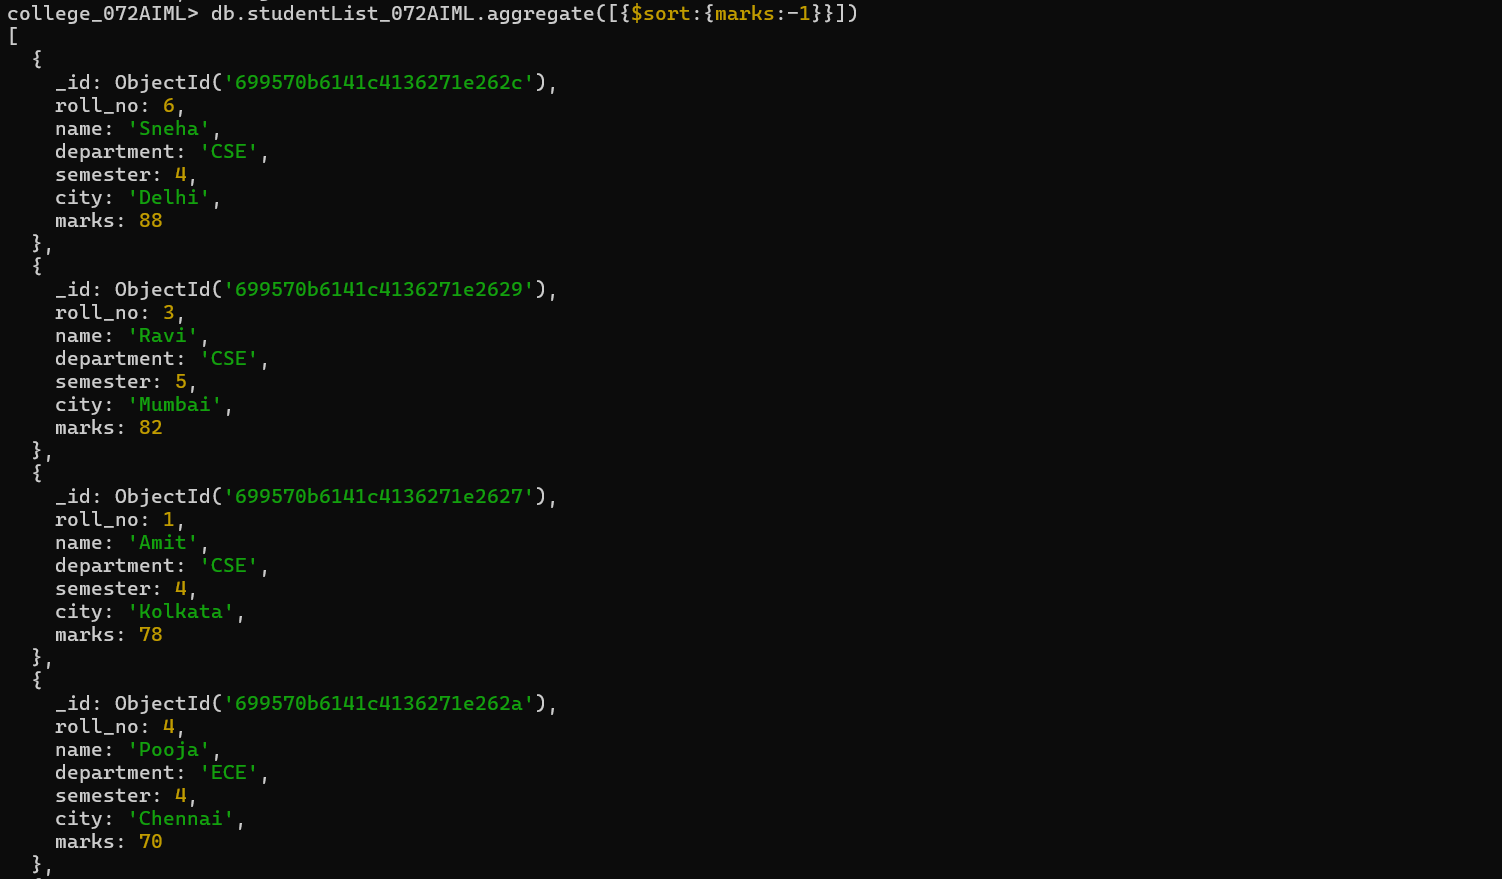 college_072AIML> db.studentList_072AIML.aggregate([{$sort:{marks:-1}}])
[
  {
    _id: ObjectId('699570b6141c4136271e262c'),
    roll_no: 6,
    name: 'Sneha',
    department: 'CSE',
    semester: 4,
    city: 'Delhi',
    marks: 88
  },
  {
    _id: ObjectId('699570b6141c4136271e2629'),
    roll_no: 3,
    name: 'Ravi',
    department: 'CSE',
    semester: 5,
    city: 'Mumbai',
    marks: 82
  },
  {
    _id: ObjectId('699570b6141c4136271e2627'),
    roll_no: 1,
    name: 'Amit',
    department: 'CSE',
    semester: 4,
    city: 'Kolkata',
    marks: 78
  },
  {
    _id: ObjectId('699570b6141c4136271e262a'),
    roll_no: 4,
    name: 'Pooja',
    department: 'ECE',
    semester: 4,
    city: 'Chennai',
    marks: 70
  },